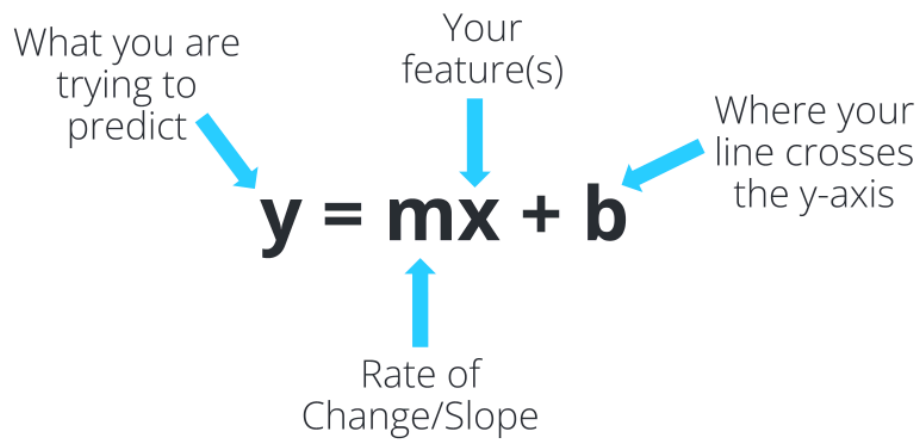 What you are
trying to
predict
Your
feature(s)
Where your
line crosses
the y-axis
y = mx + b
Rate of
Change/Slope